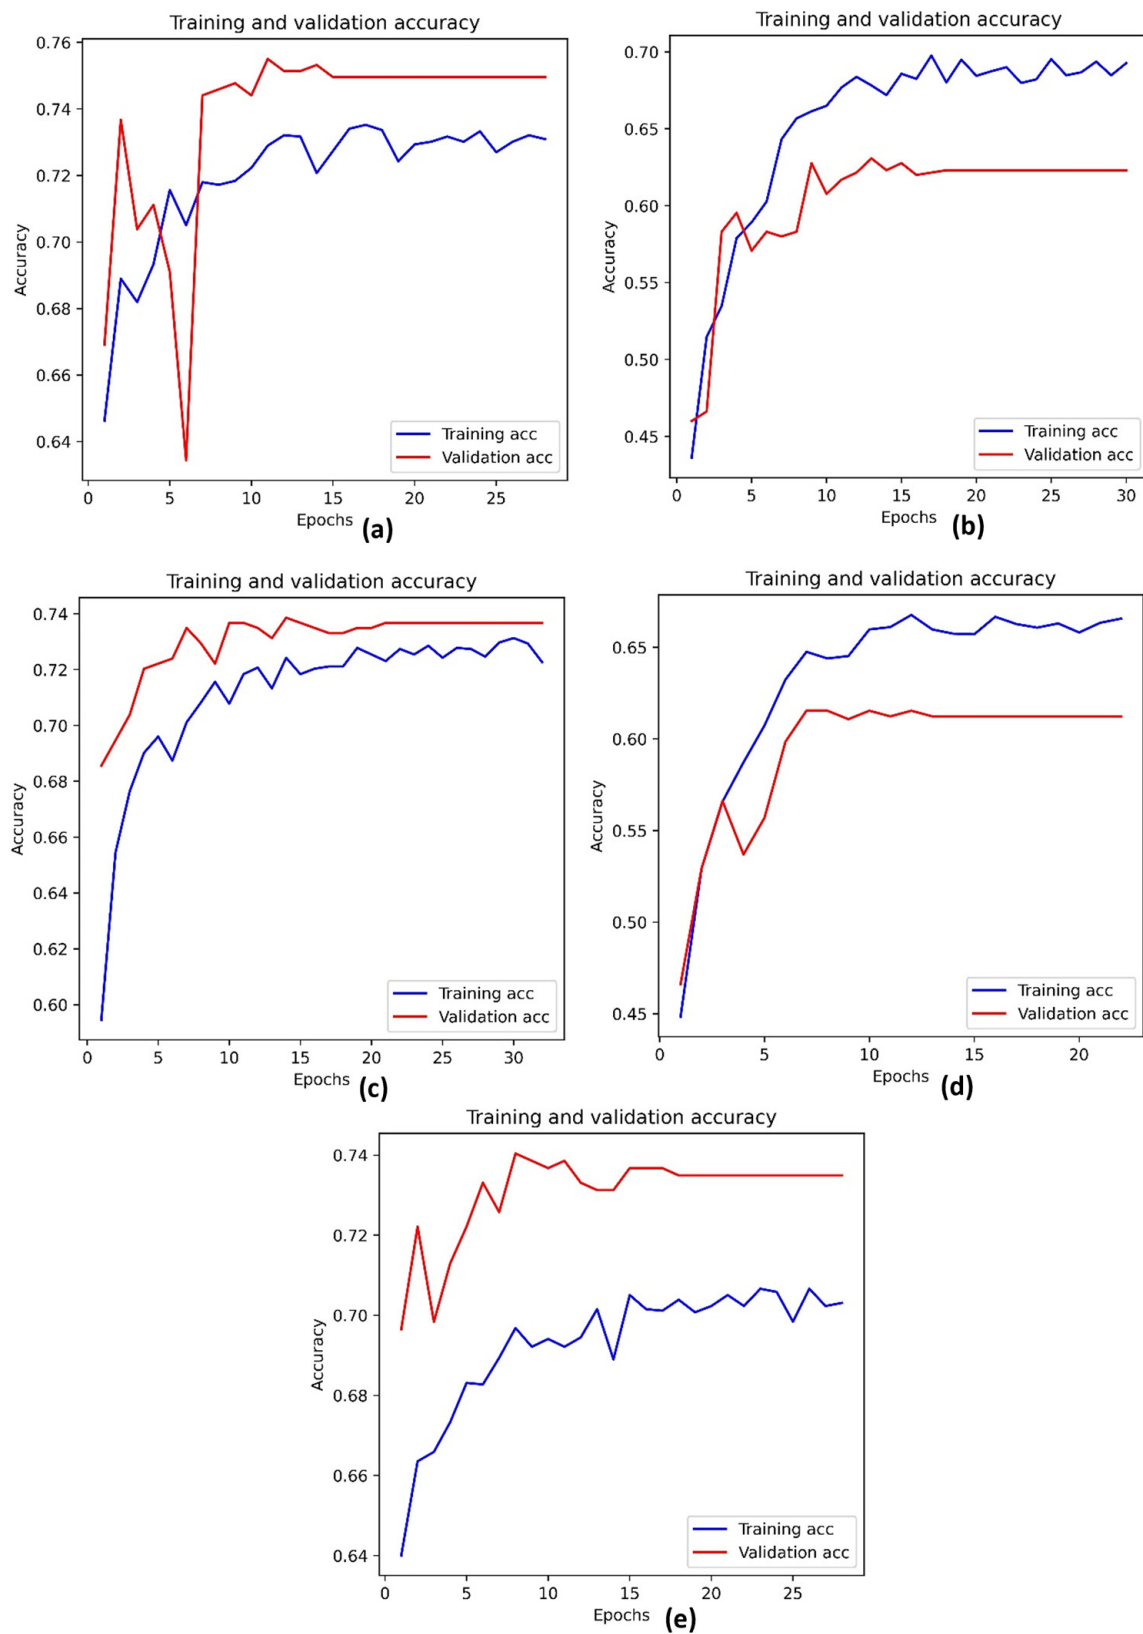 Training and validation accuracy
0.76
0.74
0.72
0.70
0.68
0.66
0.64
Accuracy
Training acc
Validation acc
0 5 10 15 20 25
Epochs
(a)
Training and validation accuracy
0.70
0.65
0.60
0.55
0.50
0.45
Accuracy
Training acc
Validation acc
0 5 10 15 20 25 30
Epochs
(b)
Training and validation accuracy
0.74
0.72
0.70
0.68
0.66
0.64
0.62
0.60
Accuracy
Training acc
Validation acc
0 5 10 15 20 25 30
Epochs
(c)
Training and validation accuracy
0.65
0.60
0.55
0.50
0.45
Accuracy
Training acc
Validation acc
0 5 10 15 20
Epochs
(d)
Training and validation accuracy
0.74
0.72
0.70
0.68
0.66
0.64
Accuracy
Training acc
Validation acc
0 5 10 15 20 25
Epochs
(e)